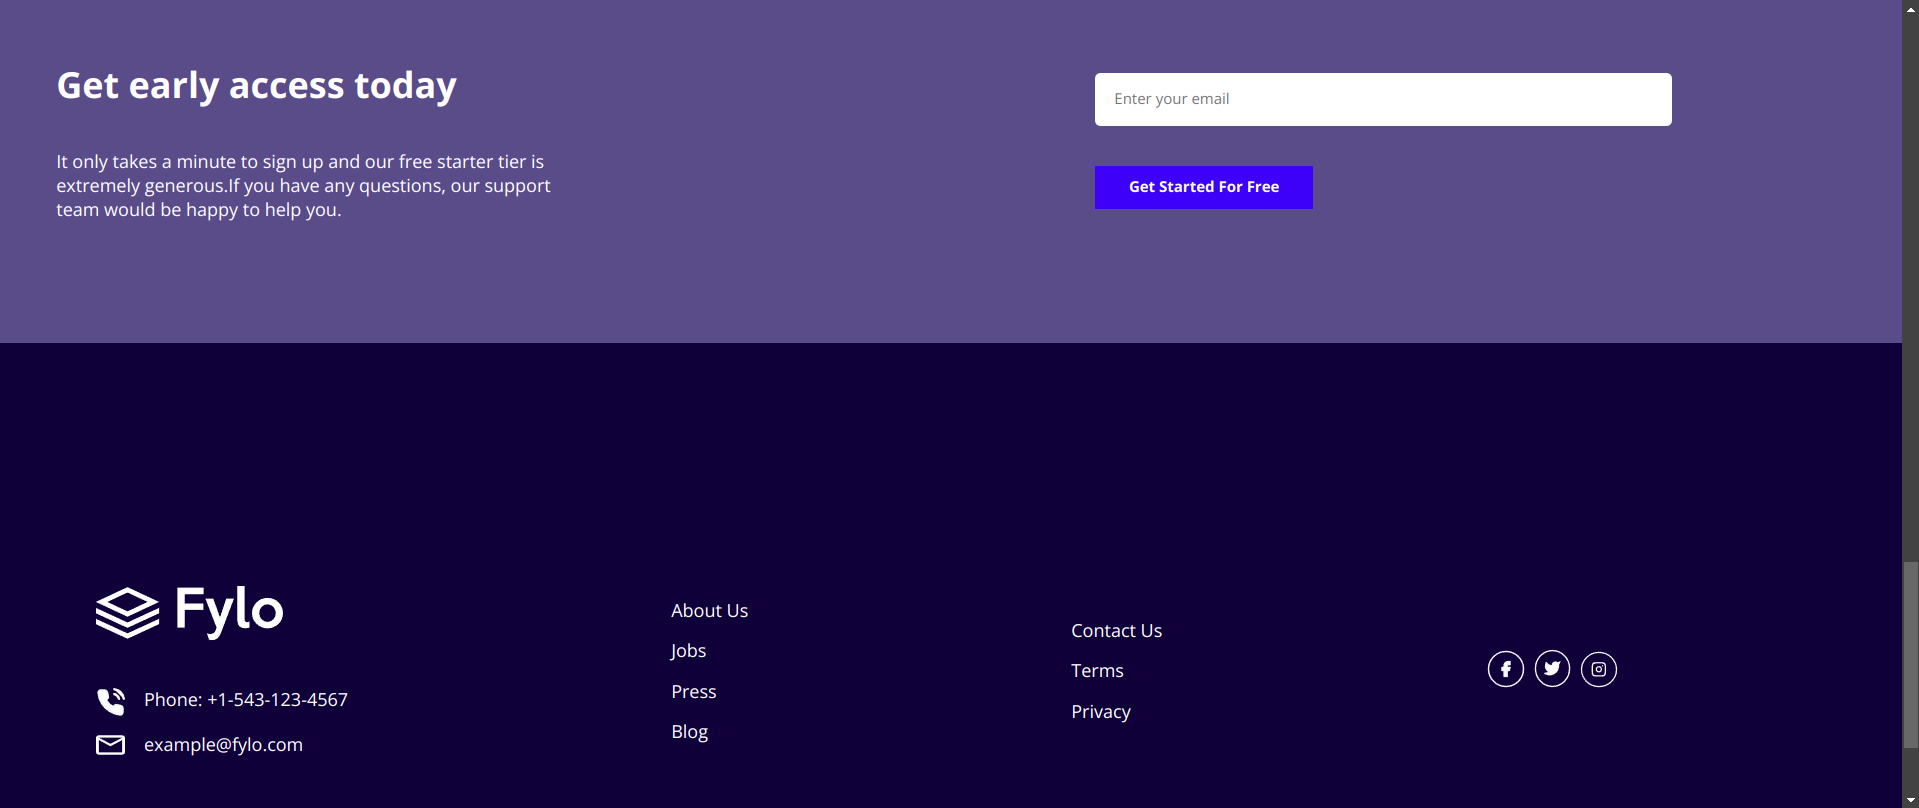 Get early access today
It only takes a minute to sign up and our free starter tier is
extremely generous.If you have any questions, our support
team would be happy to help you.
Enter your email
Get Started For Free
Fylo
Phone: +1-543-123-4567
example@fylo.com
About Us
Jobs
Press
Blog
Contact Us
Terms
Privacy